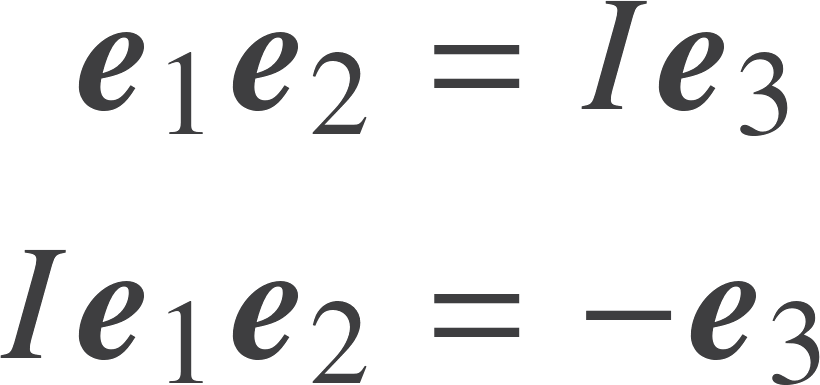 e₁e₂ = Ie₃
Ie₁e₂ = −e₃